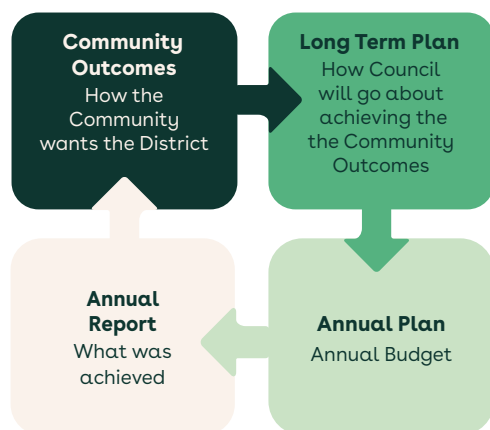 Community
Outcomes
How the
Community
wants the District
Long Term Plan
How Council
will go about
achieving the
the Community
Outcomes
Annual
Report
What was
achieved
Annual Plan
Annual Budget